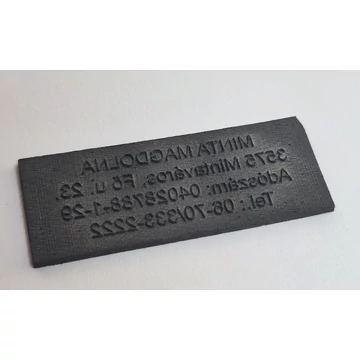 MINTA MAGDOLNA
3575 Mintaváros, Fő u. 23.
Adószám: 04028788-1-29
Tel.: 06-70/333-2222